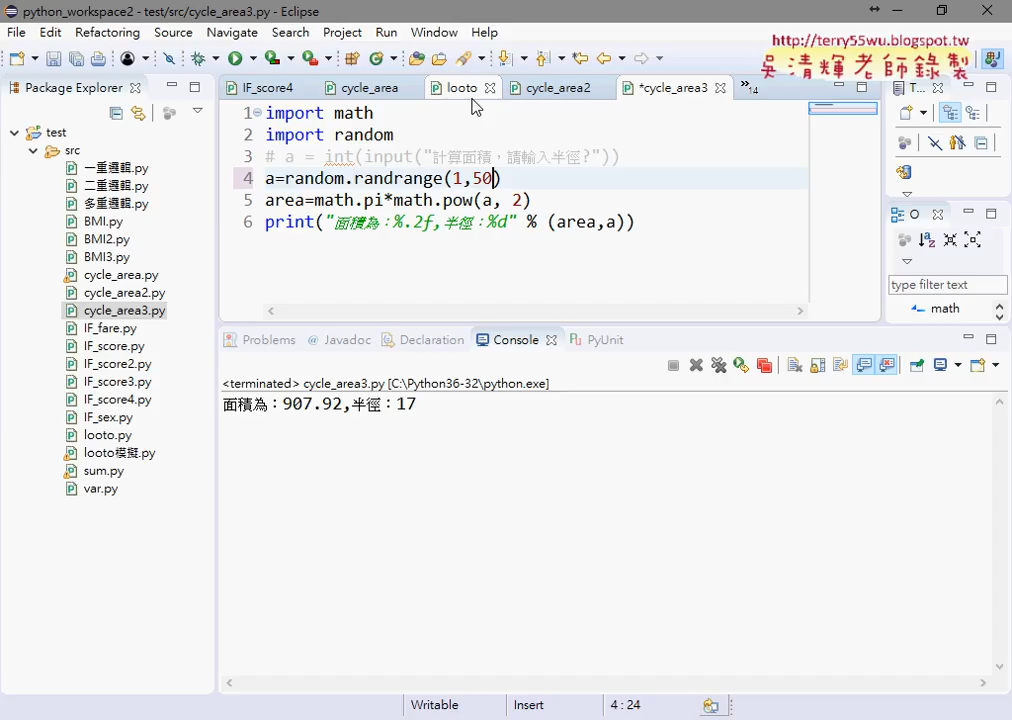 python_workspace2 - test/src/cycle_area3.py - Eclipse
File Edit Refactoring Source Navigate Search Project Run Window Help
http://terry55wu.blogspot.tw
吳清輝老師錄製
Package Explorer
IF_score4
cycle_area
looto
cycle_area2
*cycle_area3
»14
T...
test
src
一重邏輯.py
二重邏輯.py
多重邏輯.py
BMI.py
BMI2.py
BMI3.py
cycle_area.py
cycle_area2.py
cycle_area3.py
IF_fare.py
IF_score.py
IF_score2.py
IF_score3.py
IF_score4.py
IF_sex.py
looto.py
looto模擬.py
sum.py
var.py
1 import math
2 import random
3 # a = int(input("計算面積，請輸入半徑?"))
4 a=random.randrange(1,50)
5 area=math.pi*math.pow(a, 2)
6 print("面積為：%.2f,半徑：%d" % (area,a))
O
type filter text
math
Problems
Javadoc
Declaration
Console
PyUnit
<terminated> cycle_area3.py [C:\Python36-32\python.exe]
面積為：907.92,半徑：17
Writable
Insert
4 : 24